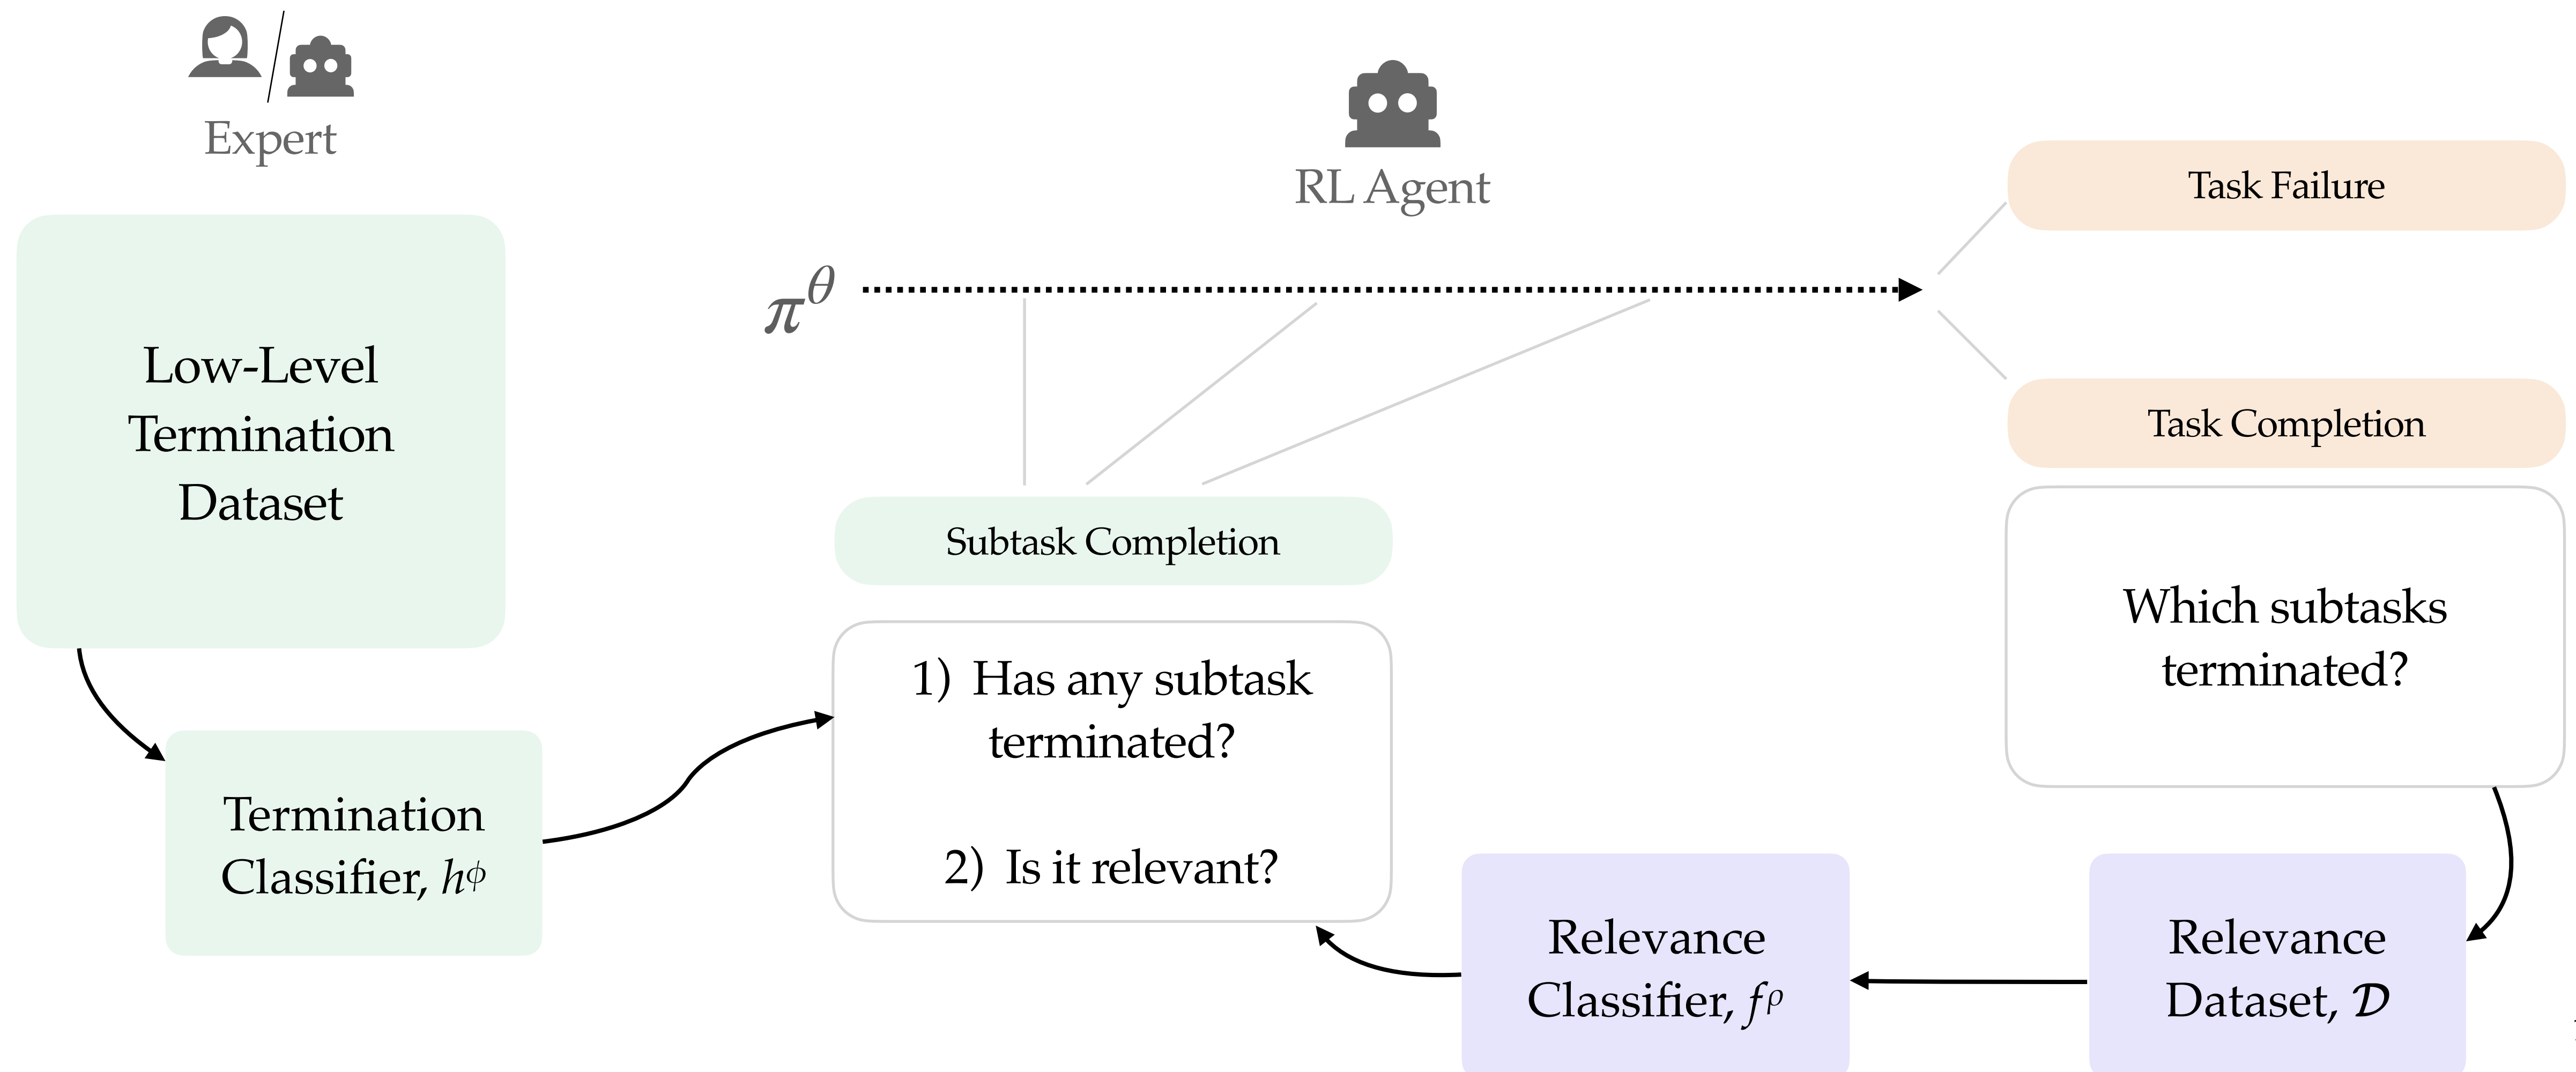 Expert
RL Agent
Task Failure
π^θ
Low-Level
Termination
Dataset
Task Completion
Subtask Completion
Which subtasks
terminated?
1) Has any subtask
terminated?
2) Is it relevant?
Termination
Classifier, h^ϕ
Relevance
Classifier, f^ρ
Relevance
Dataset, 𝒟